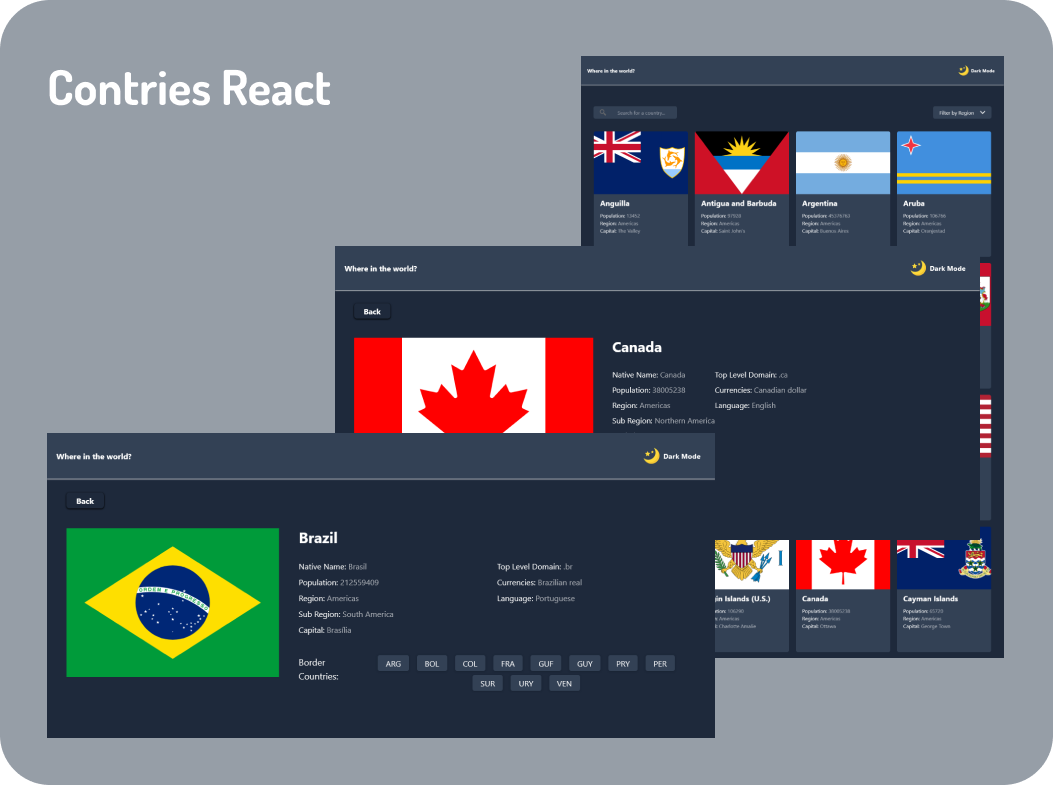 Contries React
Where in the world?
Dark Mode
Search for a country...
Filter by Region
Anguilla
Population: 13452
Region: Americas
Capital: The Valley
Antigua and Barbuda
Population: 97928
Region: Americas
Capital: Saint John's
Argentina
Population: 45376763
Region: Americas
Capital: Buenos Aires
Aruba
Population: 106766
Region: Americas
Capital: Oranjestad
Where in the world?
Dark Mode
Back
Canada
Native Name: Canada
Population: 38005238
Region: Americas
Sub Region: Northern America
Top Level Domain: .ca
Currencies: Canadian dollar
Language: English
Where in the world?
Dark Mode
Back
ORDEM E PROGRESSO
Brazil
Native Name: Brasil
Population: 212559409
Region: Americas
Sub Region: South America
Capital: Brasília
Top Level Domain: .br
Currencies: Brazilian real
Language: Portuguese
Border
Countries:
ARG BOL COL FRA GUF GUY PRY PER
SUR URY VEN
gin Islands (U.S.)
ation: 106290
Americas
Charlotte Amalie
Canada
Population: 38005238
Region: Americas
Capital: Ottawa
Cayman Islands
Population: 65720
Region: Americas
Capital: George Town